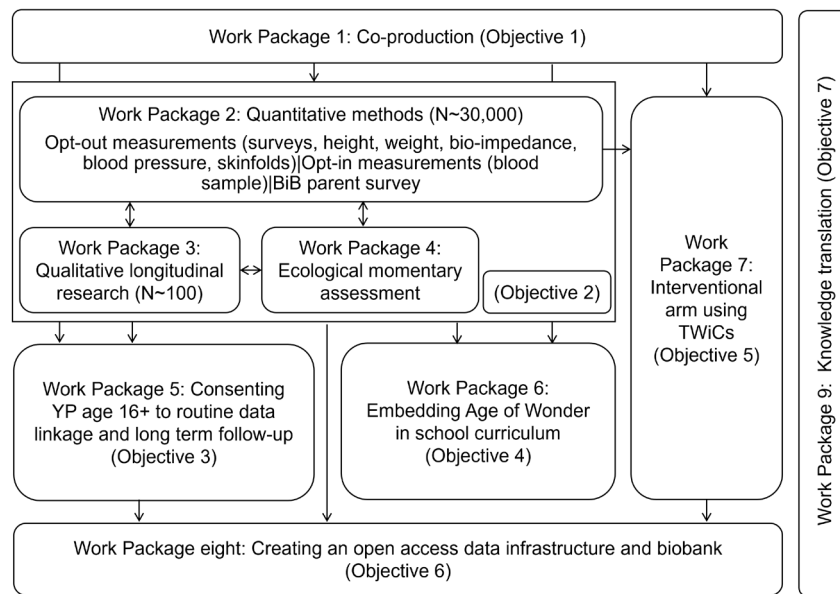 Work Package 1: Co-production (Objective 1)
Work Package 2: Quantitative methods (N~30,000)
Opt-out measurements (surveys, height, weight, bio-impedance,
blood pressure, skinfolds)|Opt-in measurements (blood
sample)|BiB parent survey
Work Package 3:
Qualitative longitudinal
research (N~100)
Work Package 4:
Ecological momentary
assessment
(Objective 2)
Work Package 5: Consenting
YP age 16+ to routine data
linkage and long term follow-up
(Objective 3)
Work Package 6:
Embedding Age of Wonder
in school curriculum
(Objective 4)
Work
Package 7:
Interventional
arm using
TWiCs
(Objective 5)
Work Package eight: Creating an open access data infrastructure and biobank
(Objective 6)
Work Package 9: Knowledge translation (Objective 7)